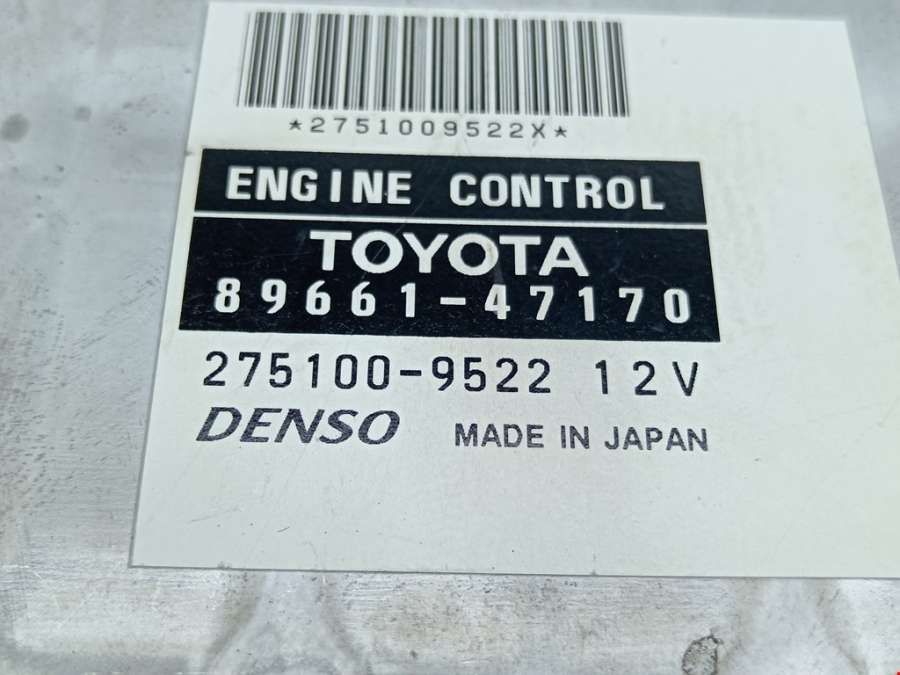 *2751009522X*
ENGINE CONTROL
TOYOTA
89661-47170
275100-9522 12V
DENSO MADE IN JAPAN